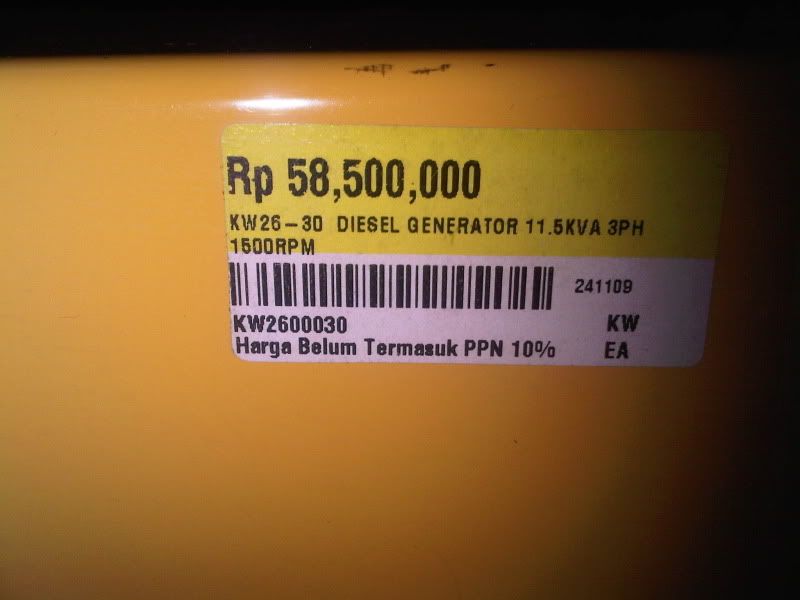 Rp 58,500,000
KW26-30 DIESEL GENERATOR 11.5KVA 3PH
1500RPM
241109
KW2600030 KW
Harga Belum Termasuk PPN 10% EA